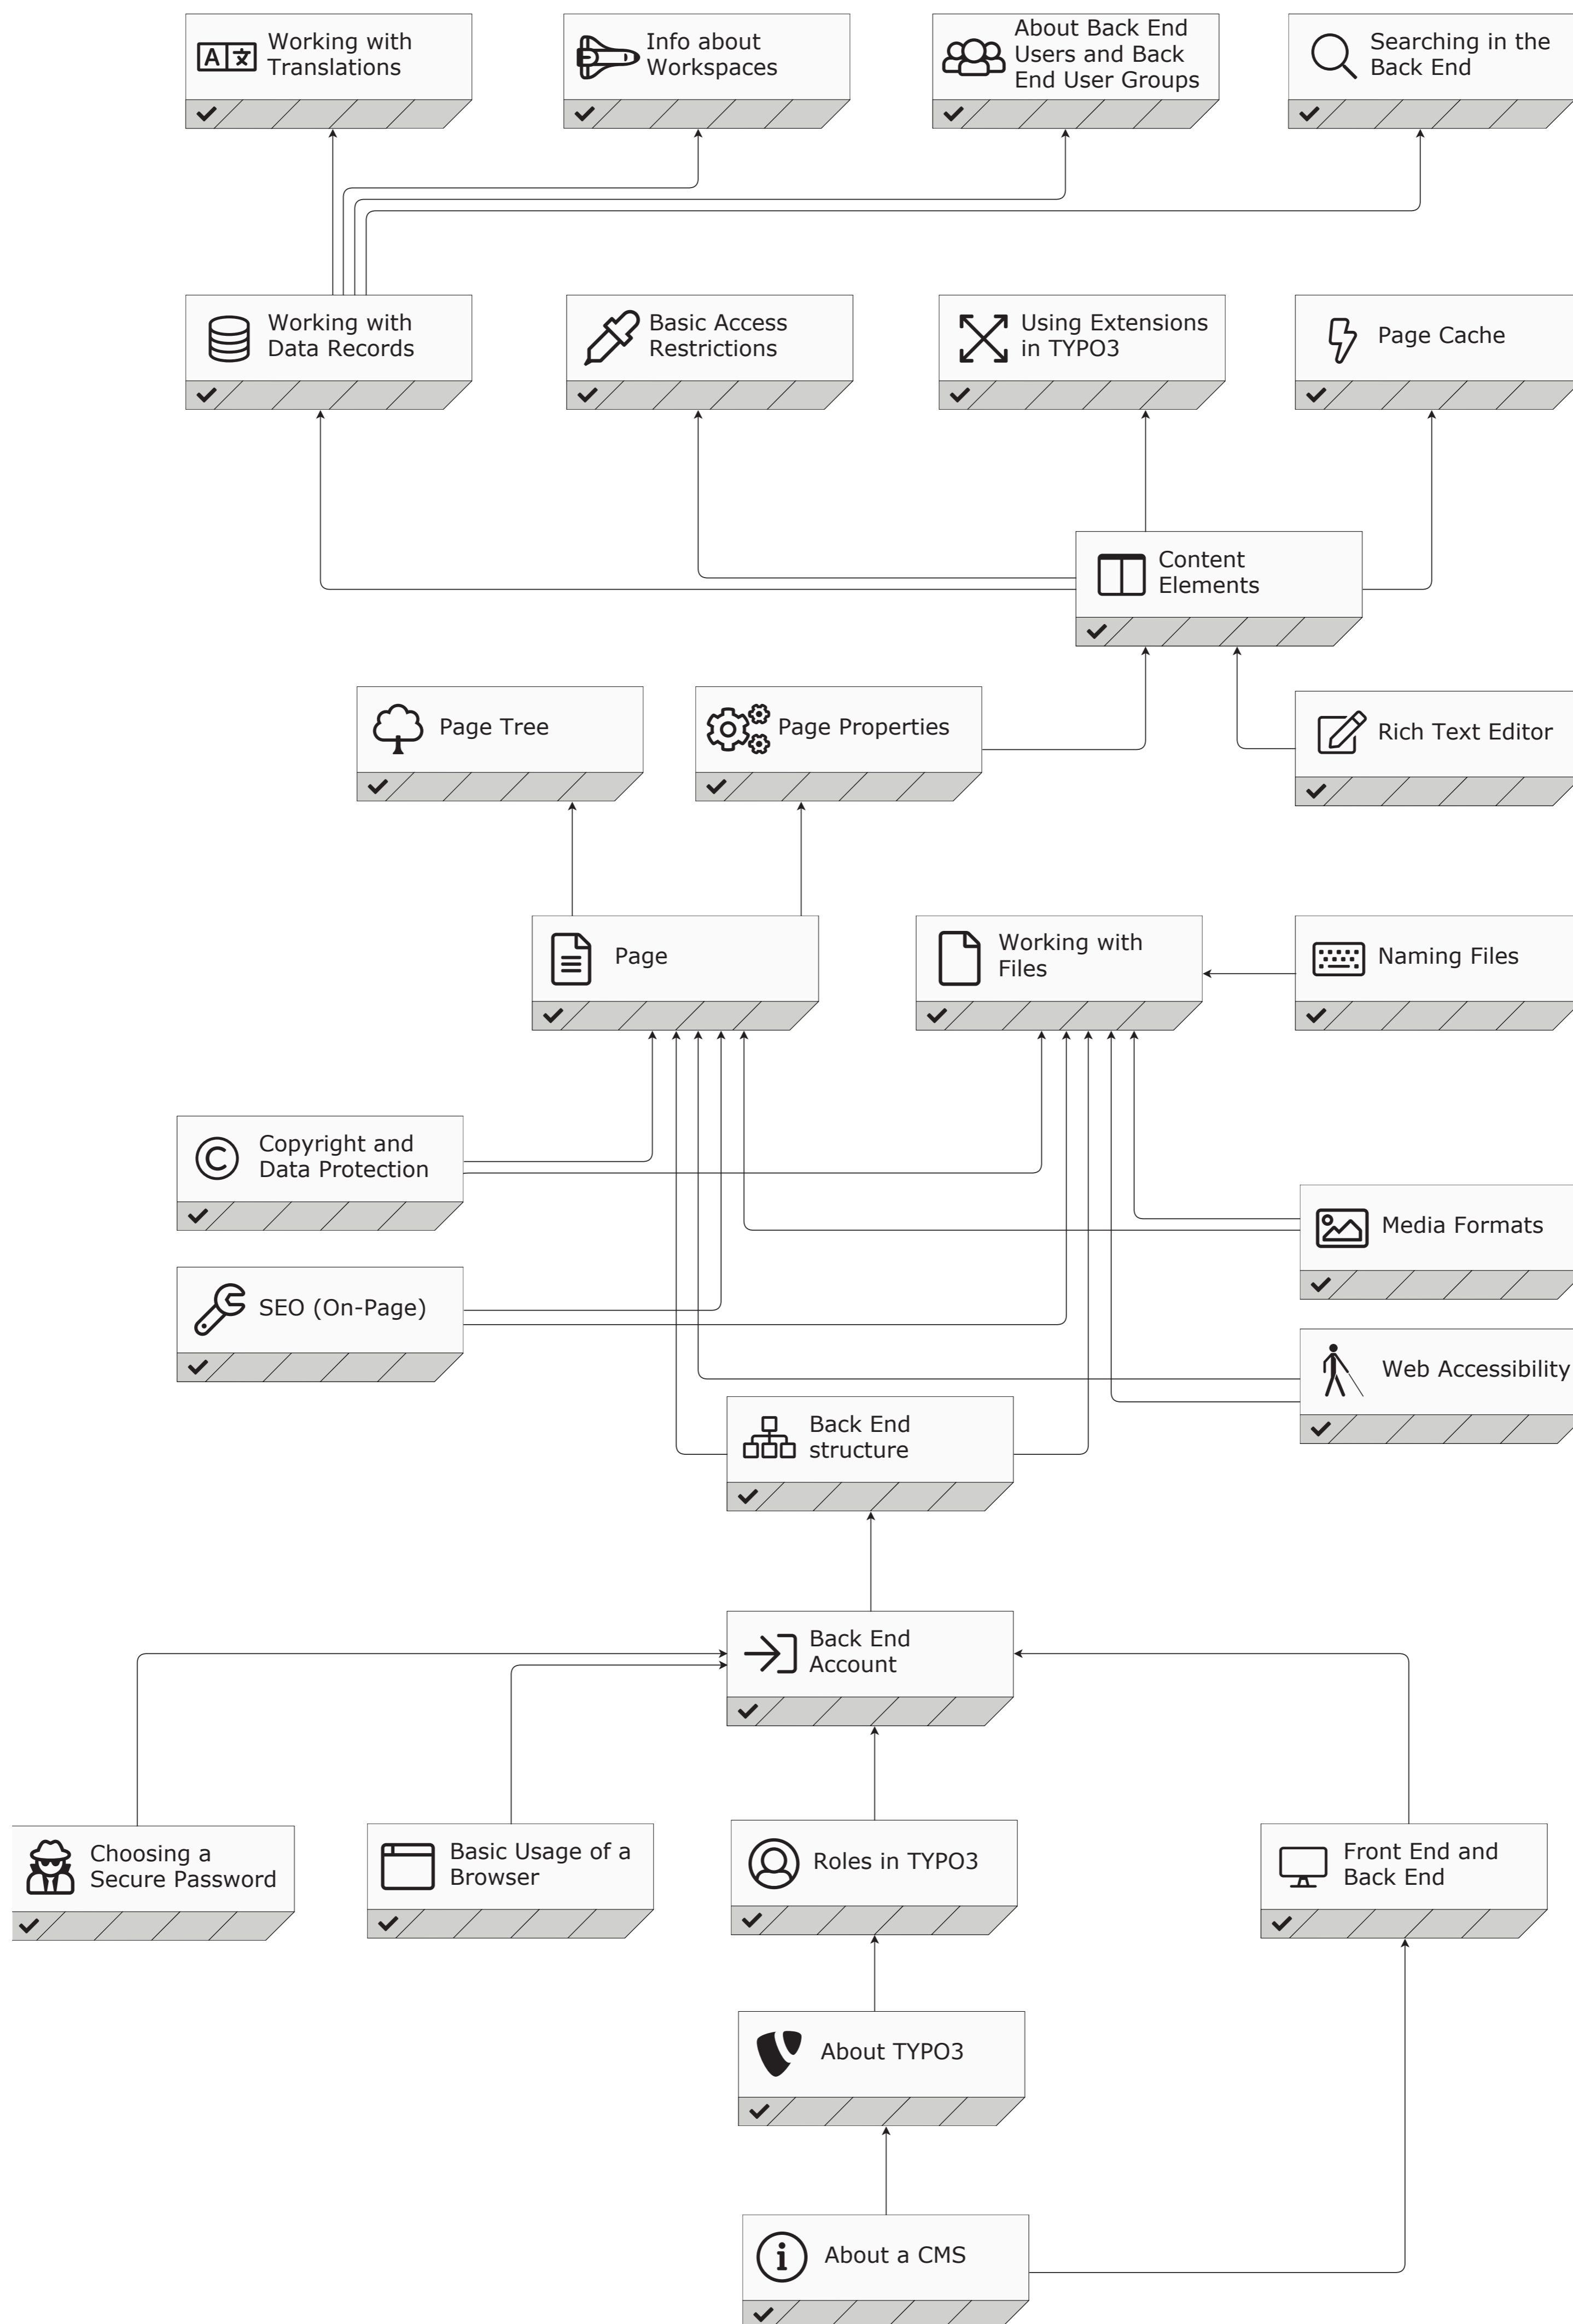 A 文
Working with
Translations
Info about
Workspaces
About Back End
Users and Back
End User Groups
Searching in the
Back End
Working with
Data Records
Basic Access
Restrictions
Using Extensions
in TYPO3
Page Cache
Content
Elements
Page Tree
Page Properties
Rich Text Editor
Page
Working with
Files
Naming Files
Copyright and
Data Protection
Media Formats
SEO (On-Page)
Web Accessibility
Back End
structure
Back End
Account
Choosing a
Secure Password
Basic Usage of a
Browser
Roles in TYPO3
Front End and
Back End
About TYPO3
About a CMS